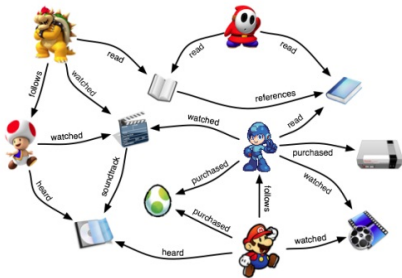 read
read
read
follows
watched
references
watched
read
watched
purchased
soundtrack
purchased
watched
heard
follows
purchased
heard
watched